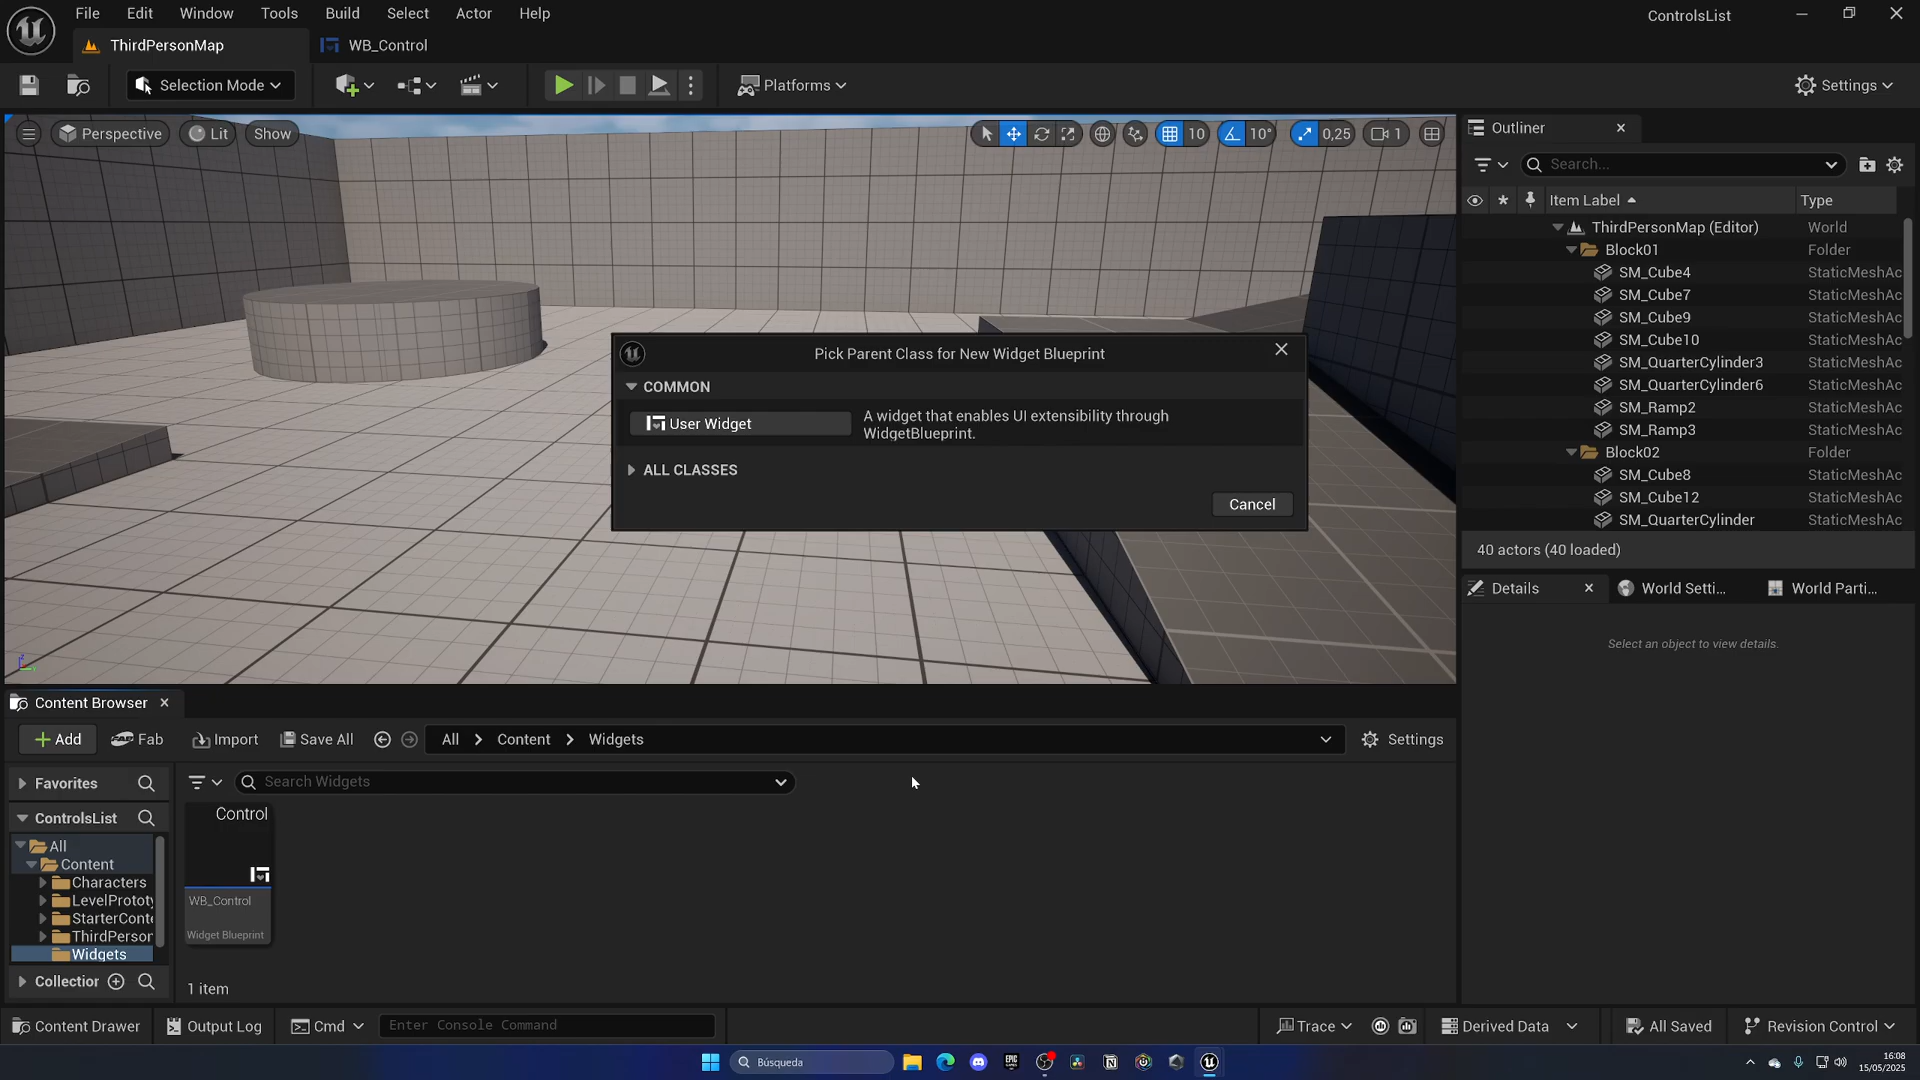 File Edit Window Tools Build Select Actor Help ControlsList
ThirdPersonMap WB_Control
Selection Mode Platforms Settings
Perspective Lit Show 10 10° 0,25 1
Outliner
Search...
Item Label Type
ThirdPersonMap (Editor) World
Block01 Folder
SM_Cube4 StaticMeshAc
SM_Cube7 StaticMeshAc
SM_Cube9 StaticMeshAc
SM_Cube10 StaticMeshAc
SM_QuarterCylinder3 StaticMeshAc
SM_QuarterCylinder6 StaticMeshAc
SM_Ramp2 StaticMeshAc
SM_Ramp3 StaticMeshAc
Block02 Folder
SM_Cube8 StaticMeshAc
SM_Cube12 StaticMeshAc
SM_QuarterCylinder StaticMeshAc
40 actors (40 loaded)
Pick Parent Class for New Widget Blueprint
COMMON
User Widget
A widget that enables UI extensibility through
WidgetBlueprint.
ALL CLASSES
Cancel
Details World Setti... World Parti...
Select an object to view details.
Content Browser
Add Fab Import Save All All Content Widgets Settings
Favorites
Search Widgets
ControlsList
All
Content
Characters
LevelPrototy
StarterConte
ThirdPerson
Widgets
Collection
Control
WB_Control
Widget Blueprint
1 item
Content Drawer Output Log Cmd Enter Console Command Trace Derived Data All Saved Revision Control
Búsqueda
EPIC
16:08
15/05/2025